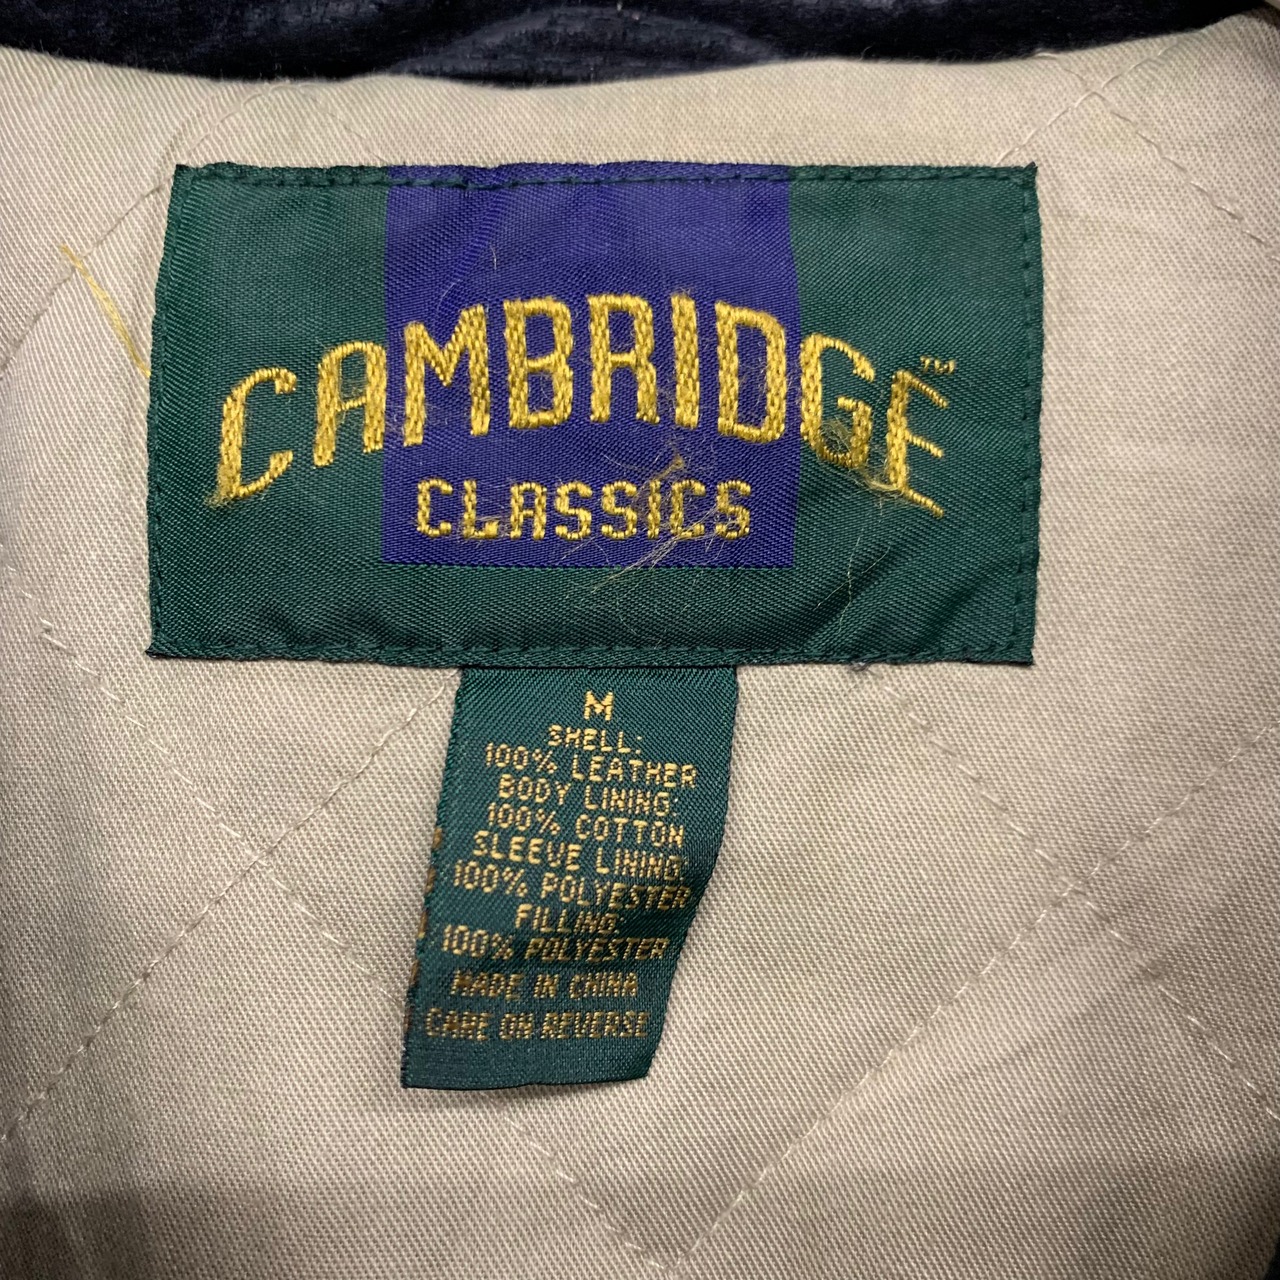 CAMBRIDGE™
CLASSICS
M
SHELL:
100% LEATHER
BODY LINING:
100% COTTON
SLEEVE LINING:
100% POLYESTER
FILLING:
100% POLYESTER
MADE IN CHINA
CARE ON REVERSE